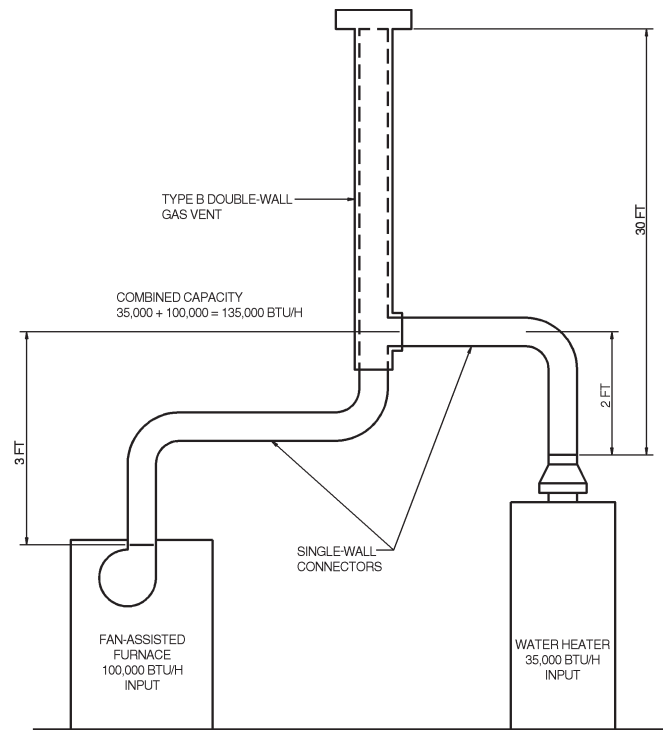 TYPE B DOUBLE-WALL
GAS VENT
30 FT
COMBINED CAPACITY
35,000 + 100,000 = 135,000 BTU/H
2 FT
3 FT
SINGLE-WALL
CONNECTORS
FAN-ASSISTED
FURNACE
100,000 BTU/H
INPUT
WATER HEATER
35,000 BTU/H
INPUT